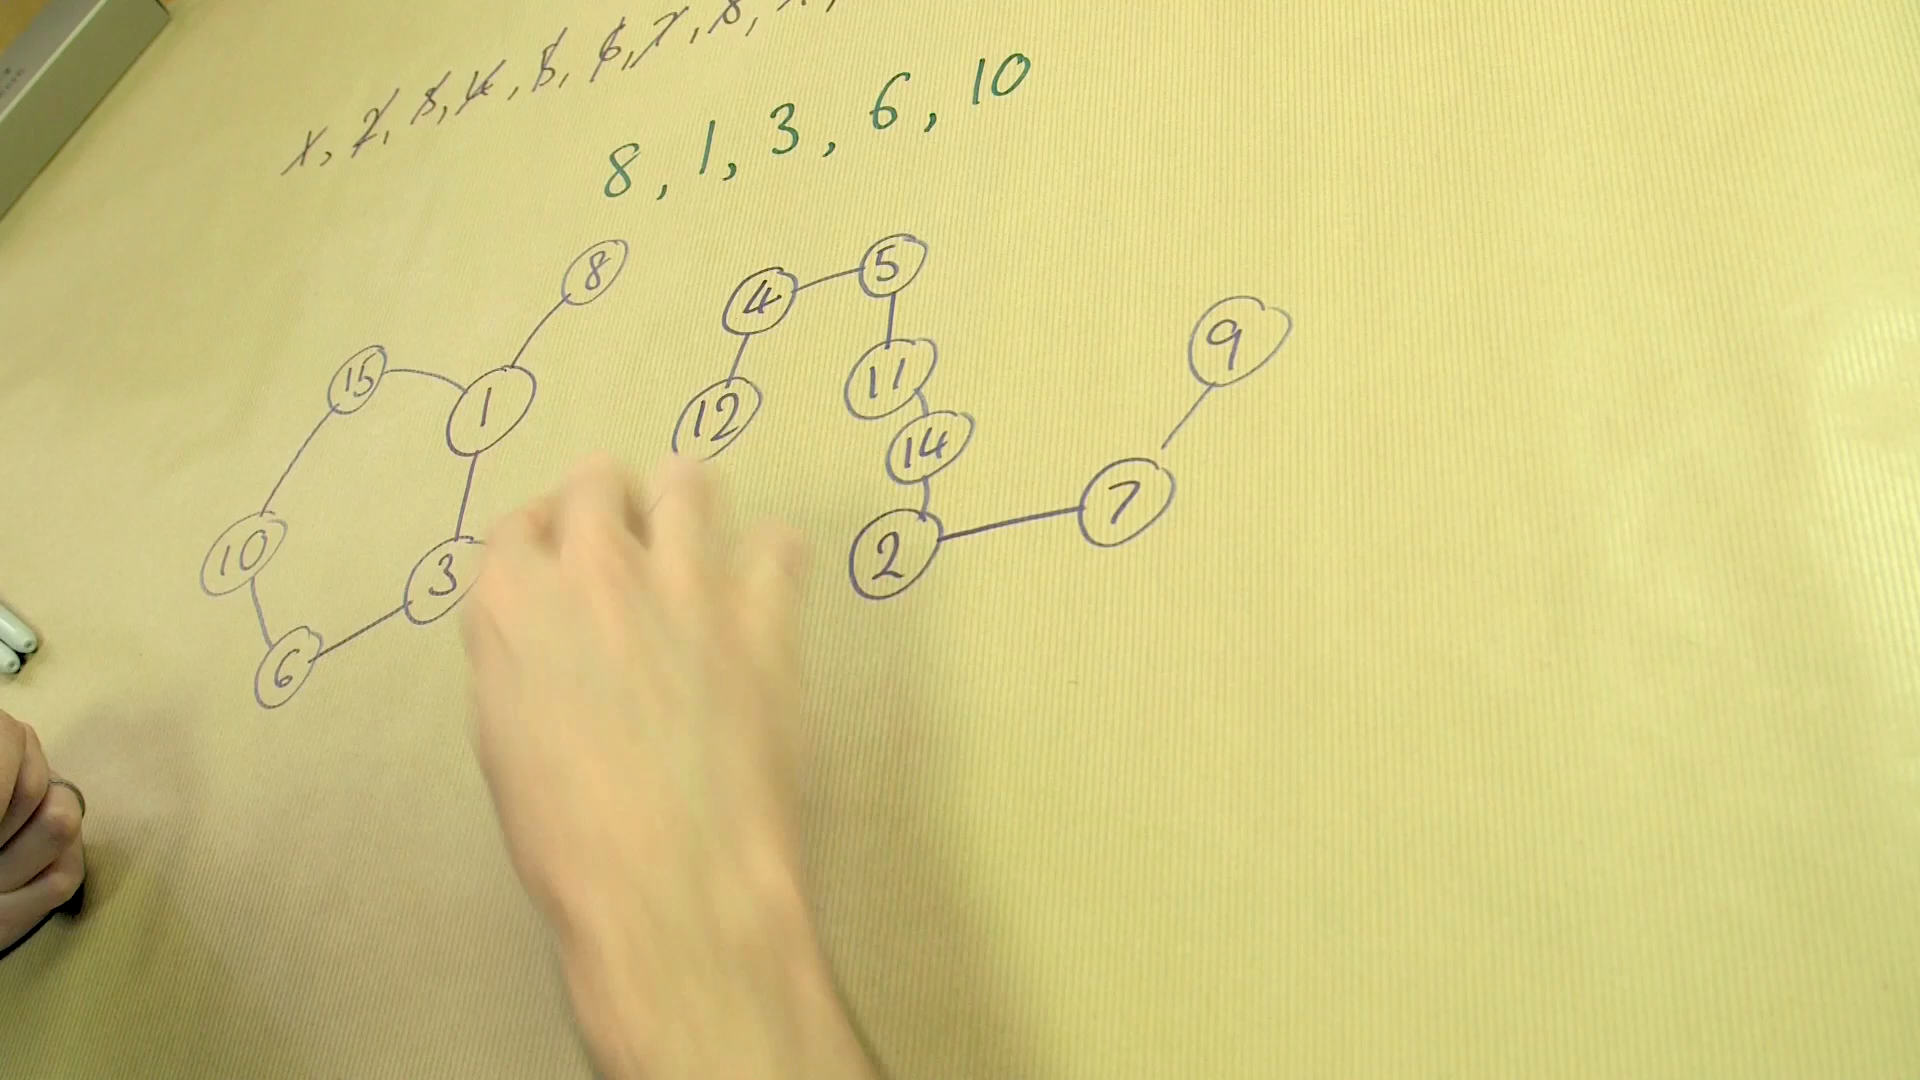 1, 2, 3, 4, 5, 6, 7, 8,
8, 1, 3, 6, 10
8
4 5
15 1 12 11 9
14
10 3 2 7
6